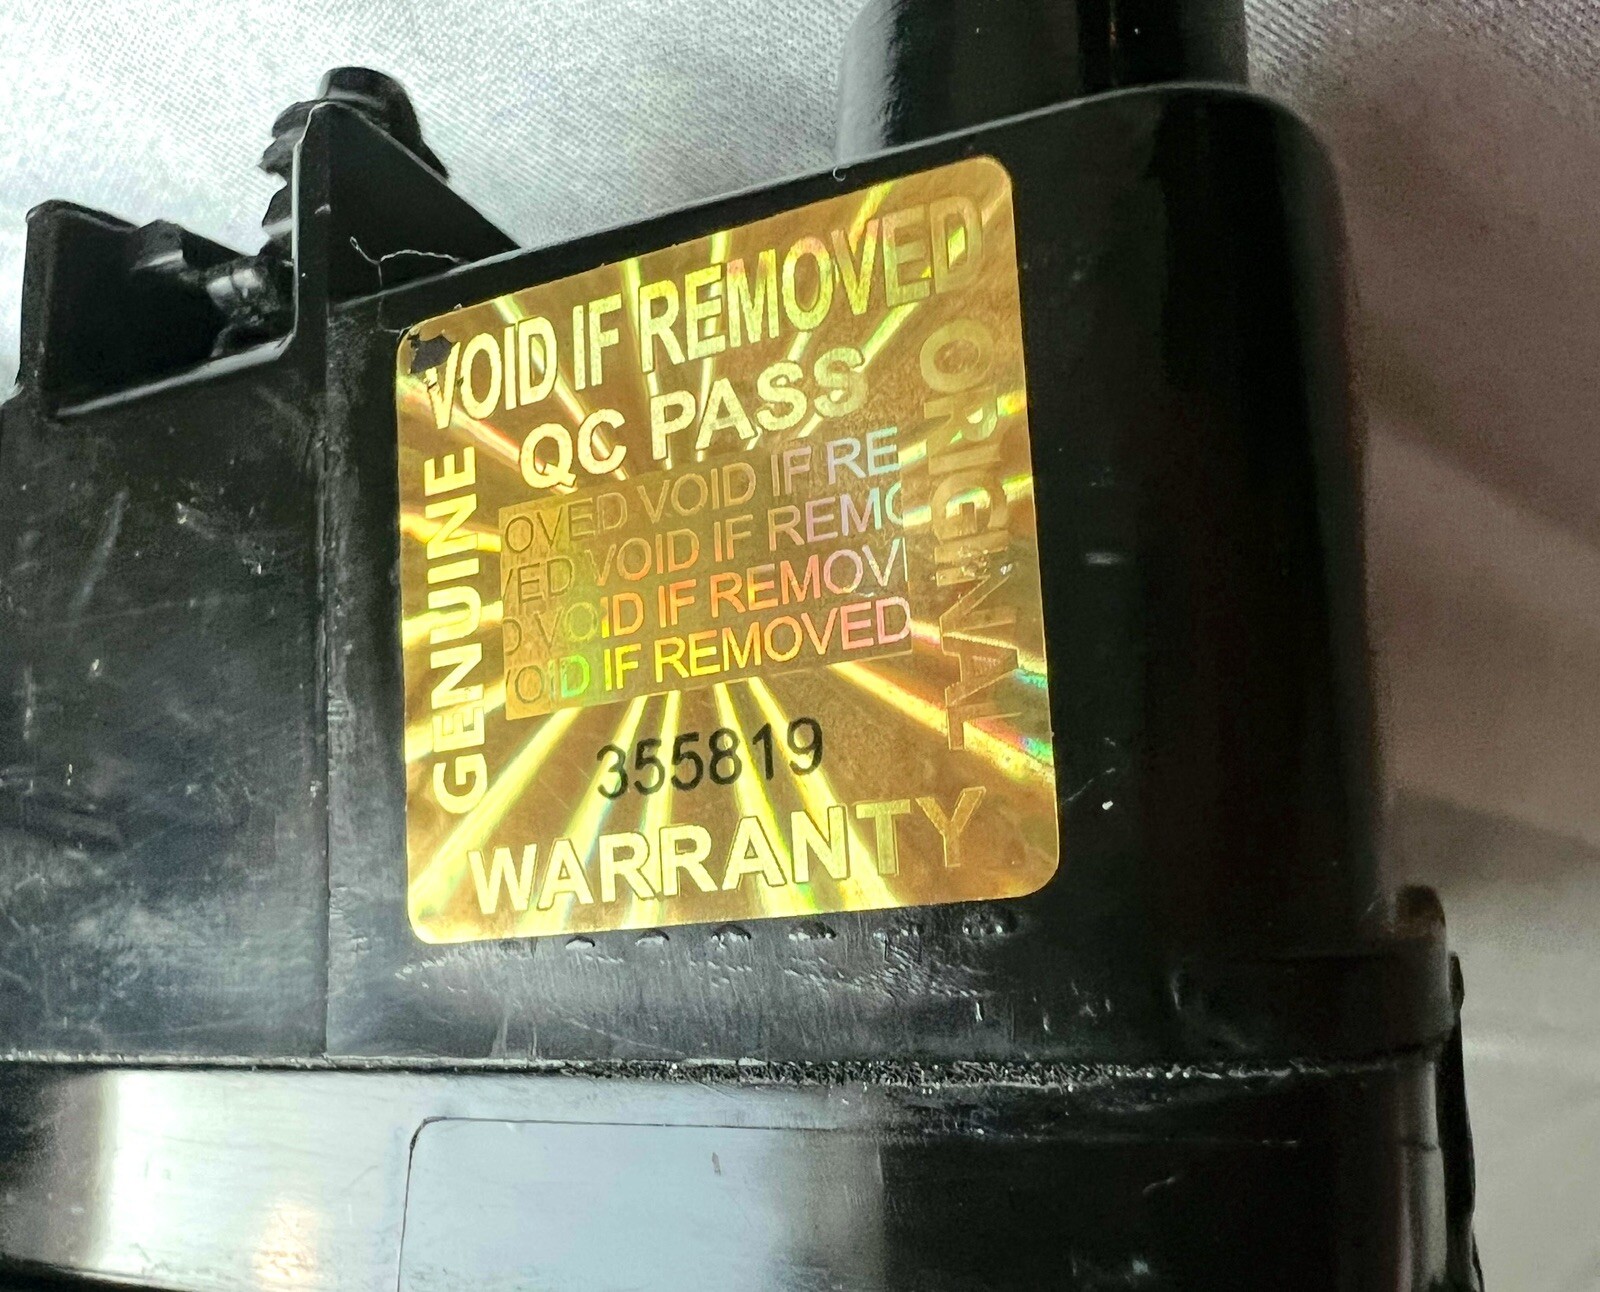 VOID IF REMOVED
QC PASS
GENUINE
ORIGINAL
OVED VOID IF RE
VED VOID IF REMO
D VOID IF REMOV
VOID IF REMOVED
355819
WARRANTY